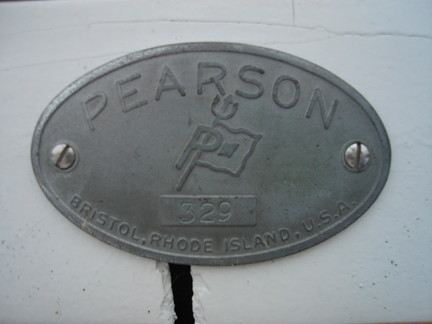 PEARSON
P
329
BRISTOL, RHODE ISLAND, U.S.A.